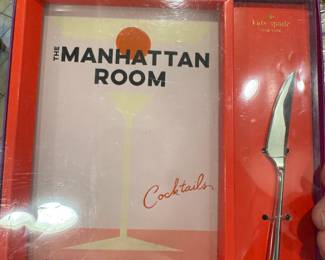 THE
MANHATTAN
ROOM
Cocktails
kate spade
NEW YORK